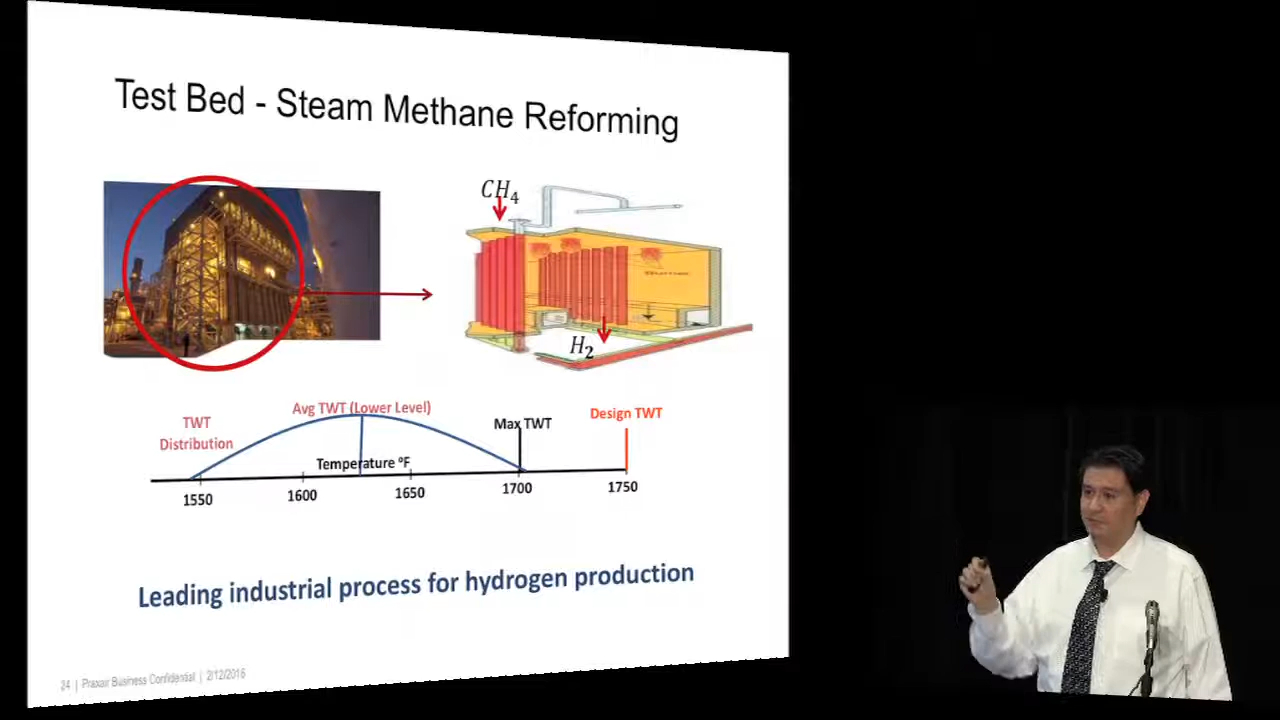 Test Bed - Steam Methane Reforming
CH4
H2
TWT
Distribution
Avg TWT (Lower Level)
Max TWT
Design TWT
Temperature °F
1550
1600
1650
1700
1750
Leading industrial process for hydrogen production
24 | Praxair Business Confidential | 2/12/2016